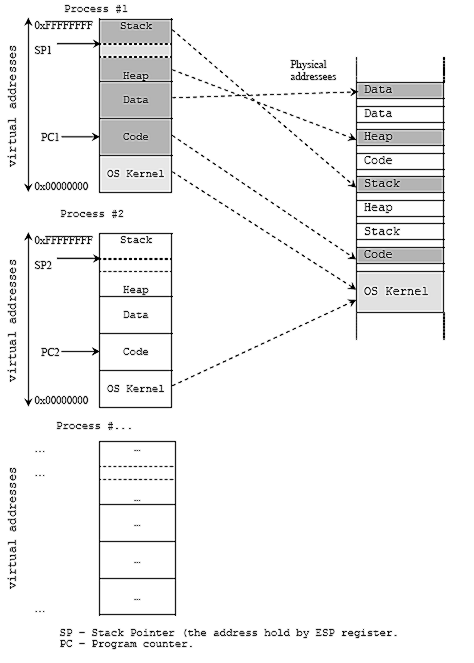 Process #1
0xFFFFFFFF
Stack
SP1
Heap
Data
PC1
Code
OS Kernel
0x00000000
virtual addresses
Physical
addressees
Data
Data
Heap
Code
Stack
Heap
Stack
Code
OS Kernel
Process #2
0xFFFFFFFF
Stack
SP2
Heap
Data
PC2
Code
OS Kernel
0x00000000
virtual addresses
Process #...
...
...
...
...
...
...
...
...
...
virtual addresses
SP - Stack Pointer (the address hold by ESP register.
PC - Program counter.